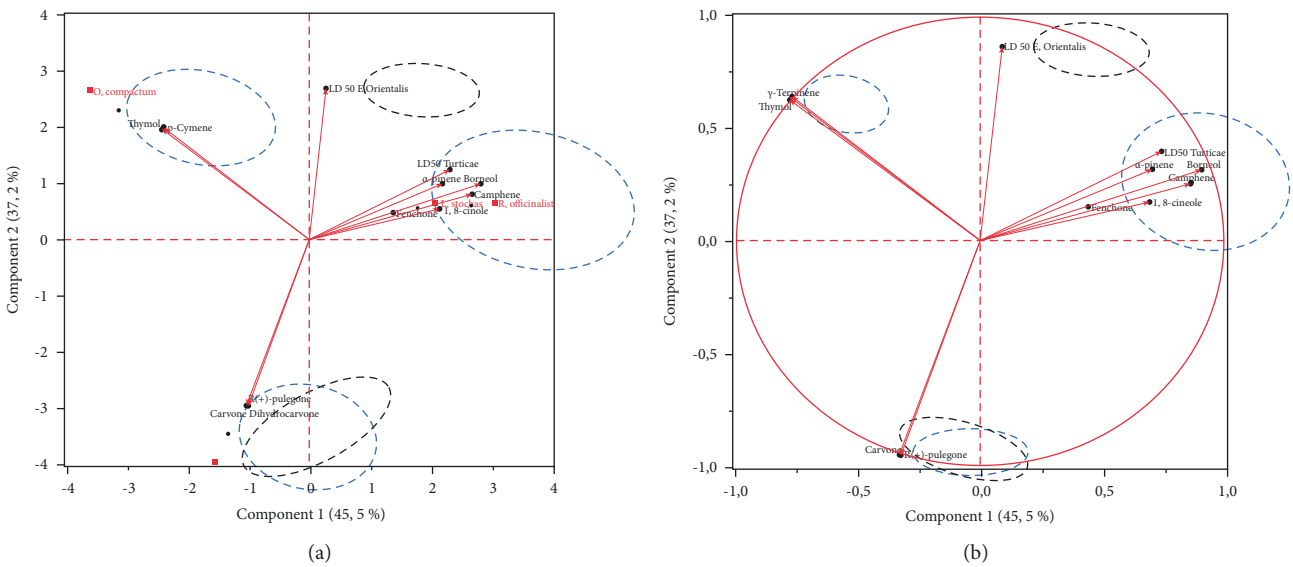 4
3
2
1
0
-1
-2
-3
-4
Component 2 (37, 2 %)
O, compactum
LD 50 E,Orientalis
Thymol
p-Cymene
LD50 Turticae
α-pinene Borneol
Camphene
L, stochas
R, officinalist
Fenchone
1, 8-cinole
R(+)-pulegone
Carvone Dihydrocarvone
-4
-3
-2
-1
0
1
2
3
4
Component 1 (45, 5 %)
(a)
1,0
0,5
0,0
-0,5
-1,0
Component 2 (37, 2 %)
LD 50 E, Orientalis
γ-Terpinene
Thymol
LD50 Turticae
α-pinene
Borneol
Camphene
Fenchone
1, 8-cineole
Carvone
R(+)-pulegone
-1,0
-0,5
0,0
0,5
1,0
Component 1 (45, 5 %)
(b)